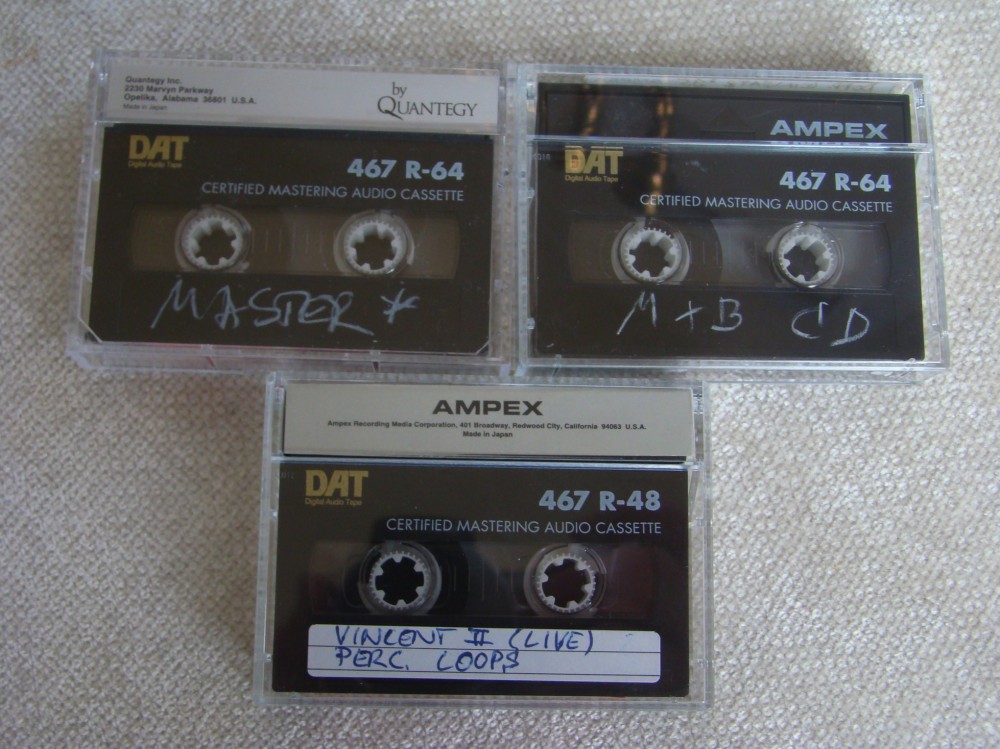 Quantegy Inc.
2230 Marvyn Parkway
Opelika, Alabama 36801 U.S.A.
Made in Japan
by
QUANTEGY
DAT
Digital Audio Tape
467 R-64
CERTIFIED MASTERING AUDIO CASSETTE
MASTER *
AMPEX
DAT
Digital Audio Tape
467 R-64
CERTIFIED MASTERING AUDIO CASSETTE
M + B CD
AMPEX
Ampex Recording Media Corporation, 401 Broadway, Redwood City, California 94063 U.S.A.
Made in Japan
DAT
Digital Audio Tape
467 R-48
CERTIFIED MASTERING AUDIO CASSETTE
VINCENT II (LIVE)
PERC. LOOPS